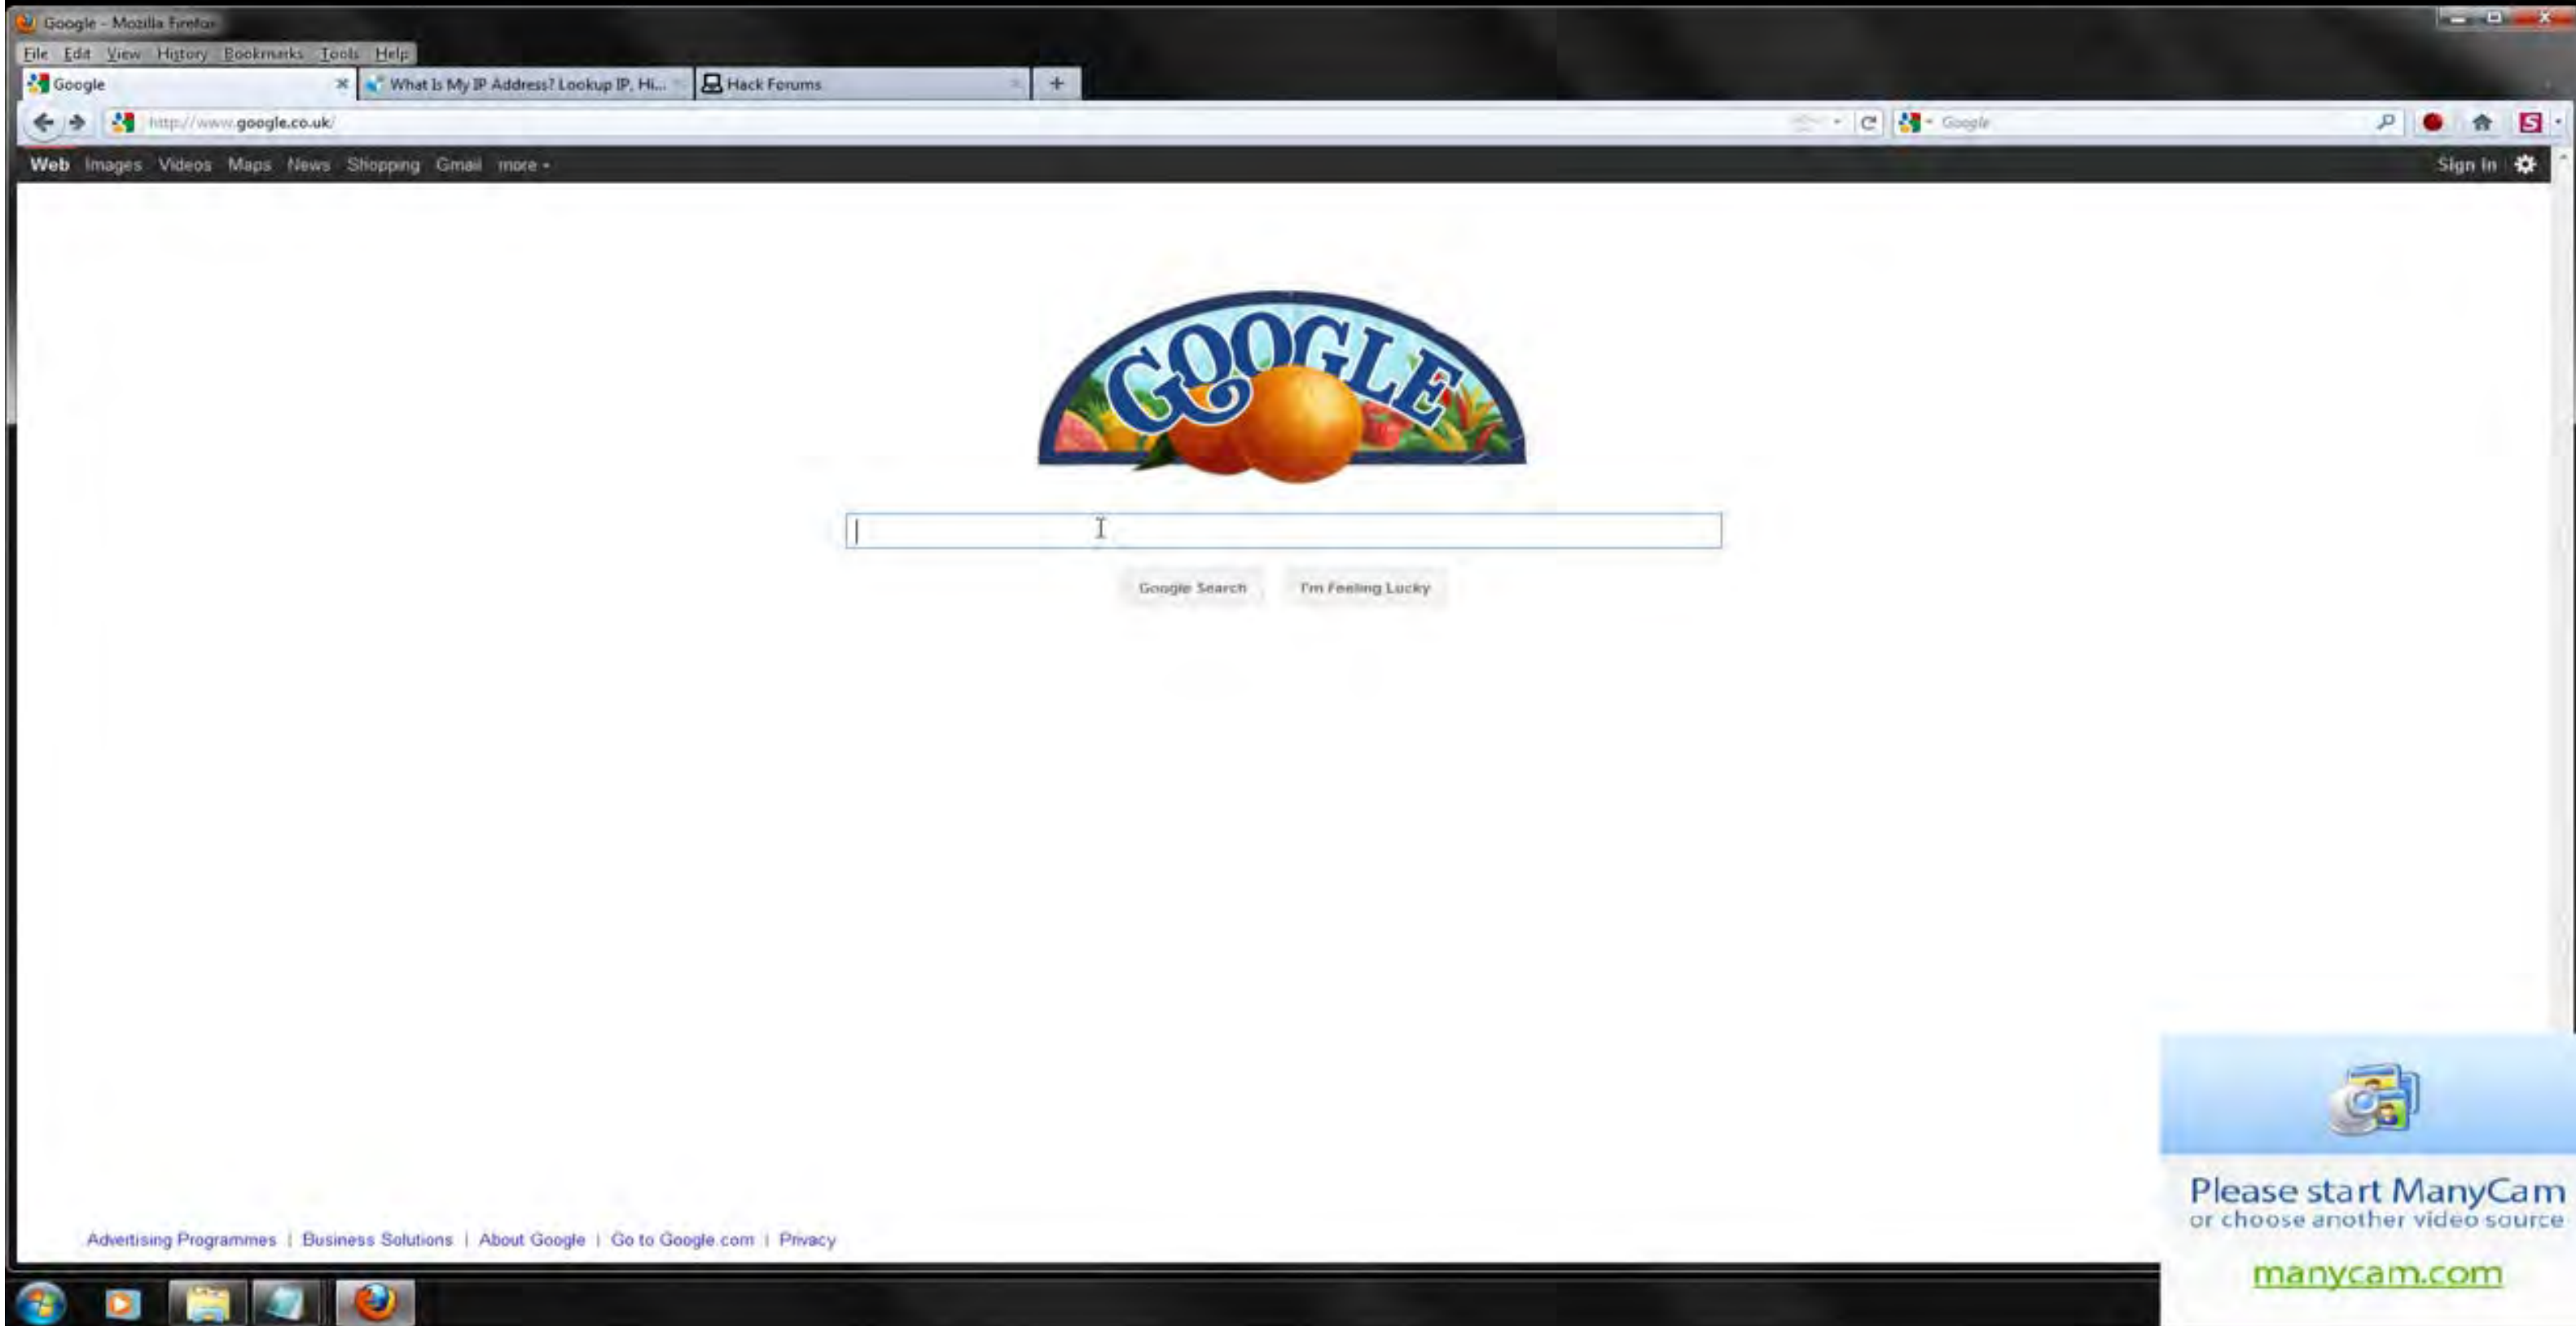 Google - Mozilla Firefox
File Edit View History Bookmarks Tools Help
Google
What Is My IP Address? Lookup IP, Hi...
Hack Forums
http://www.google.co.uk/
Google
Web Images Videos Maps News Shopping Gmail more
Sign in
GOOGLE
Google Search
I'm Feeling Lucky
Please start ManyCam
or choose another video source
manycam.com
Advertising Programmes | Business Solutions | About Google | Go to Google.com | Privacy